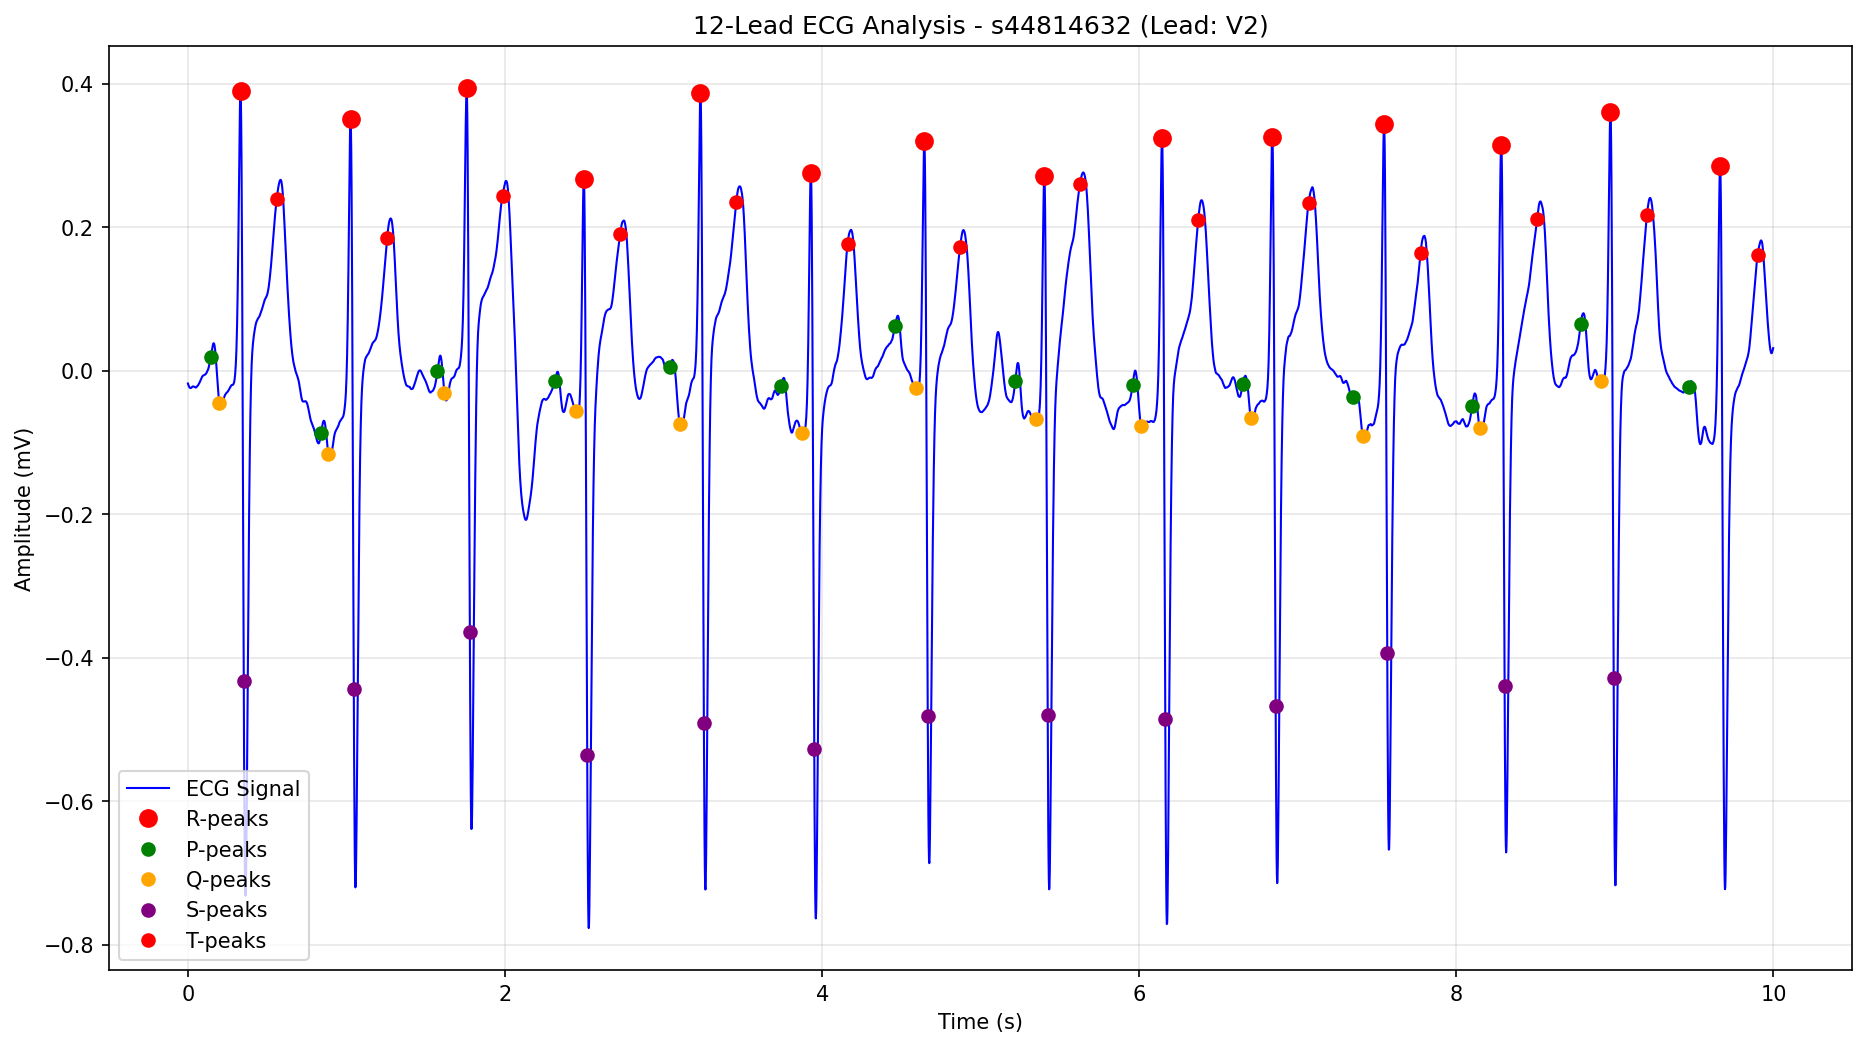 12-Lead ECG Analysis - s44814632 (Lead: V2)
0.4
0.2
0.0
−0.2
−0.4
−0.6
−0.8
Amplitude (mV)
ECG Signal
R-peaks
P-peaks
Q-peaks
S-peaks
T-peaks
0 2 4 6 8 10
Time (s)